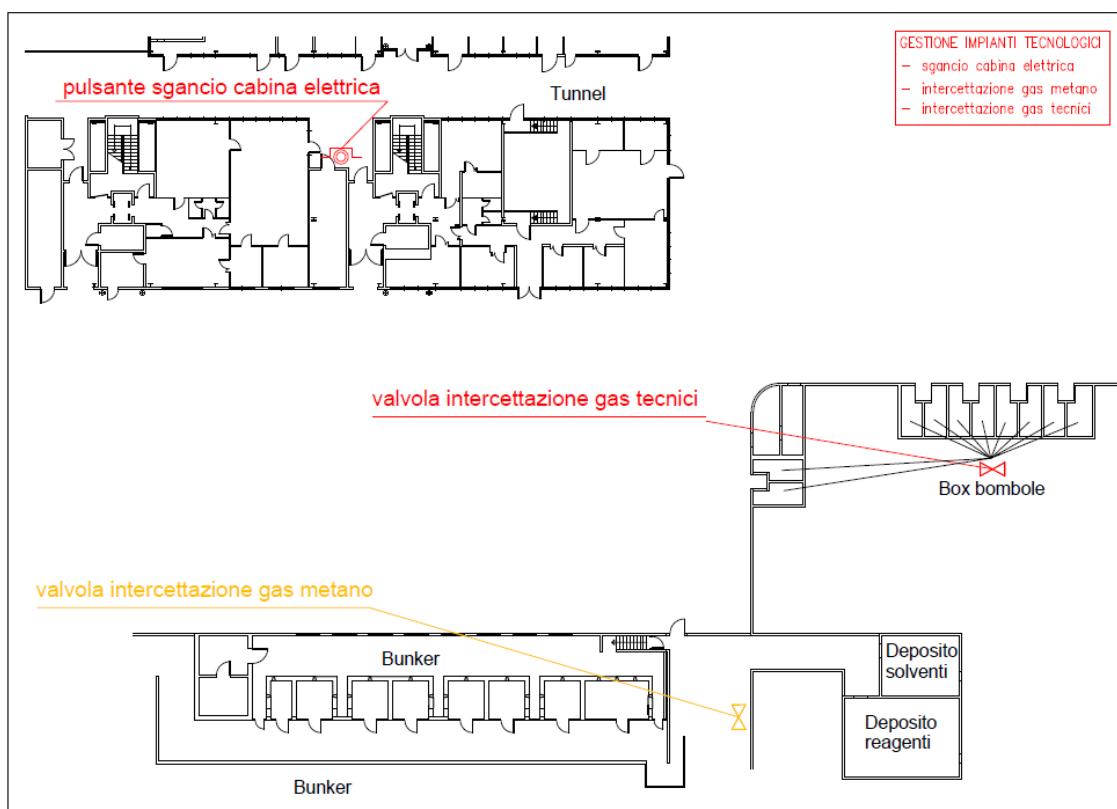 GESTIONE IMPIANTI TECNOLOGICI
– sgancio cabina elettrica
– intercettazione gas metano
– intercettazione gas tecnici
pulsante sgancio cabina elettrica
Tunnel
valvola intercettazione gas tecnici
Box bombole
valvola intercettazione gas metano
Bunker
Deposito
solventi
Deposito
reagenti
Bunker